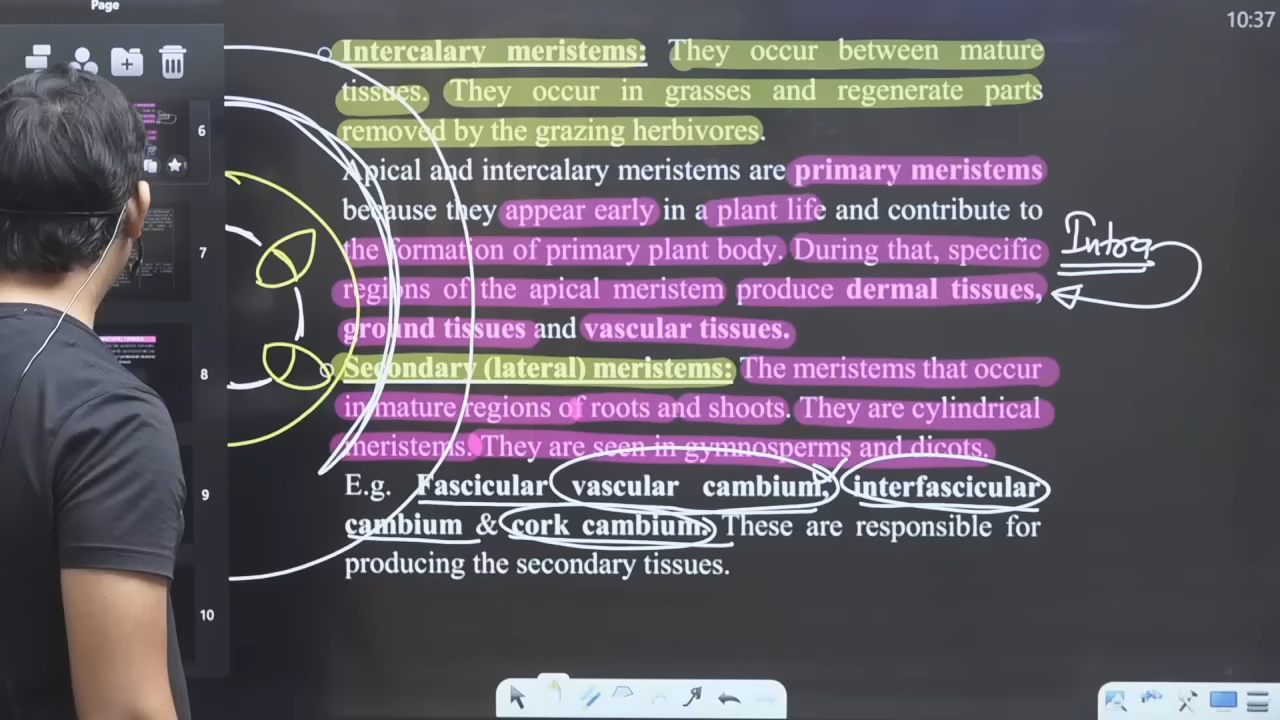 Page
10:37
6
7
8
9
10
Intercalary meristems: They occur between mature
tissues. They occur in grasses and regenerate parts
removed by the grazing herbivores.
Apical and intercalary meristems are primary meristems
because they appear early in a plant life and contribute to
the formation of primary plant body. During that, specific
regions of the apical meristem produce dermal tissues,
ground tissues and vascular tissues.
Intra
Secondary (lateral) meristems: The meristems that occur
in mature regions of roots and shoots. They are cylindrical
meristems. They are seen in gymnosperms and dicots.
E.g. Fascicular vascular cambium, interfascicular
cambium & cork cambium. These are responsible for
producing the secondary tissues.